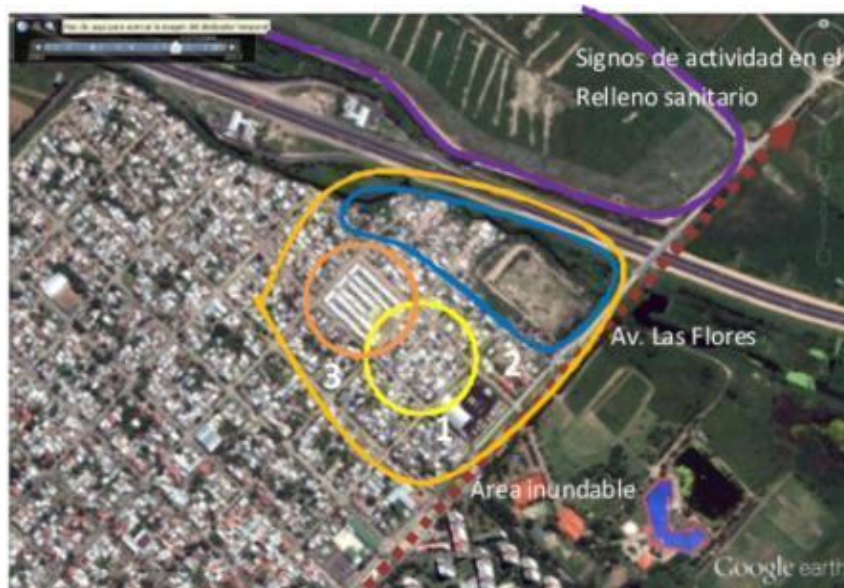 Signos de actividad en el
Relleno sanitario
Av. Las Flores
2
3
1
Área inundable
Google earth